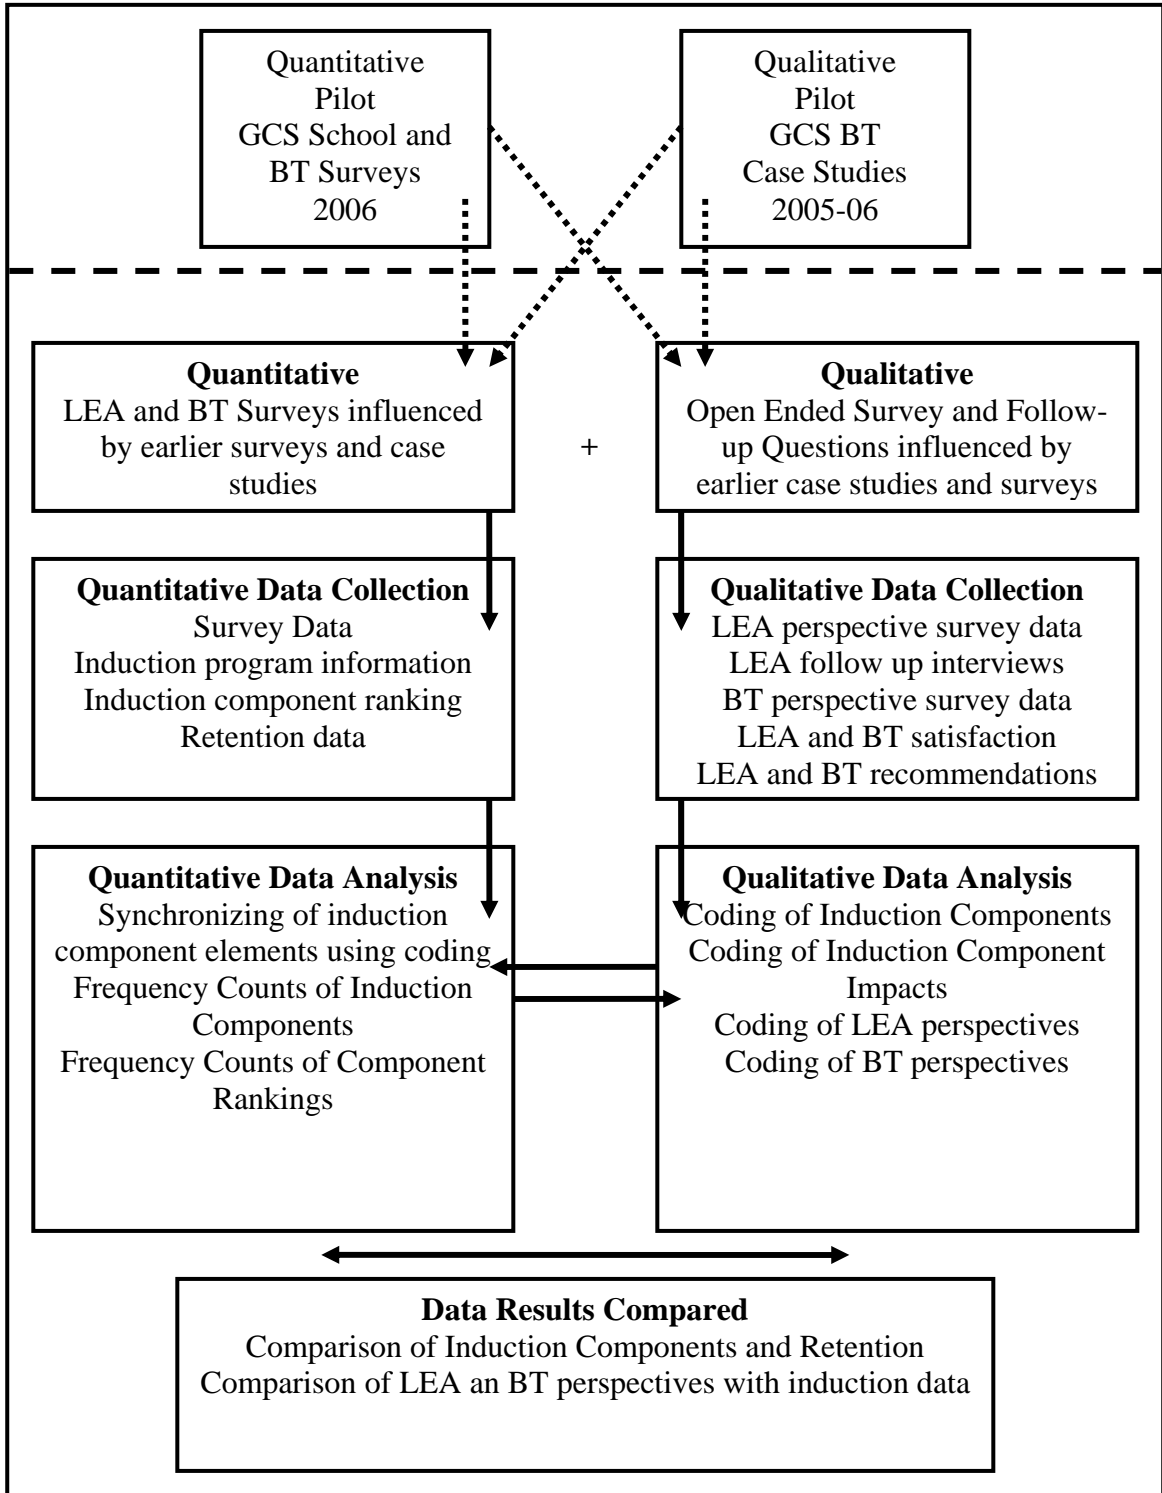 Quantitative
Pilot
GCS School and
BT Surveys
2006
Qualitative
Pilot
GCS BT
Case Studies
2005-06
Quantitative
LEA and BT Surveys influenced
by earlier surveys and case
studies
+
Qualitative
Open Ended Survey and Follow-
up Questions influenced by
earlier case studies and surveys
Quantitative Data Collection
Survey Data
Induction program information
Induction component ranking
Retention data
Qualitative Data Collection
LEA perspective survey data
LEA follow up interviews
BT perspective survey data
LEA and BT satisfaction
LEA and BT recommendations
Quantitative Data Analysis
Synchronizing of induction
component elements using coding
Frequency Counts of Induction
Components
Frequency Counts of Component
Rankings
Qualitative Data Analysis
Coding of Induction Components
Coding of Induction Component
Impacts
Coding of LEA perspectives
Coding of BT perspectives
Data Results Compared
Comparison of Induction Components and Retention
Comparison of LEA an BT perspectives with induction data